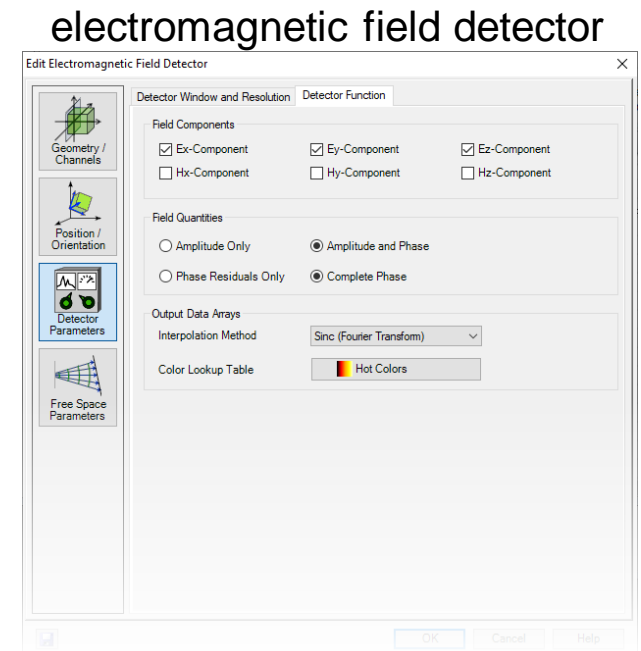 electromagnetic field detector
Edit Electromagnetic Field Detector
Geometry /
Channels
Position /
Orientation
Detector
Parameters
Free Space
Parameters
Detector Window and Resolution Detector Function
Field Components
Ex-Component Ey-Component Ez-Component
Hx-Component Hy-Component Hz-Component
Field Quantities
Amplitude Only Amplitude and Phase
Phase Residuals Only Complete Phase
Output Data Arrays
Interpolation Method Sinc (Fourier Transform)
Color Lookup Table Hot Colors
OK Cancel Help